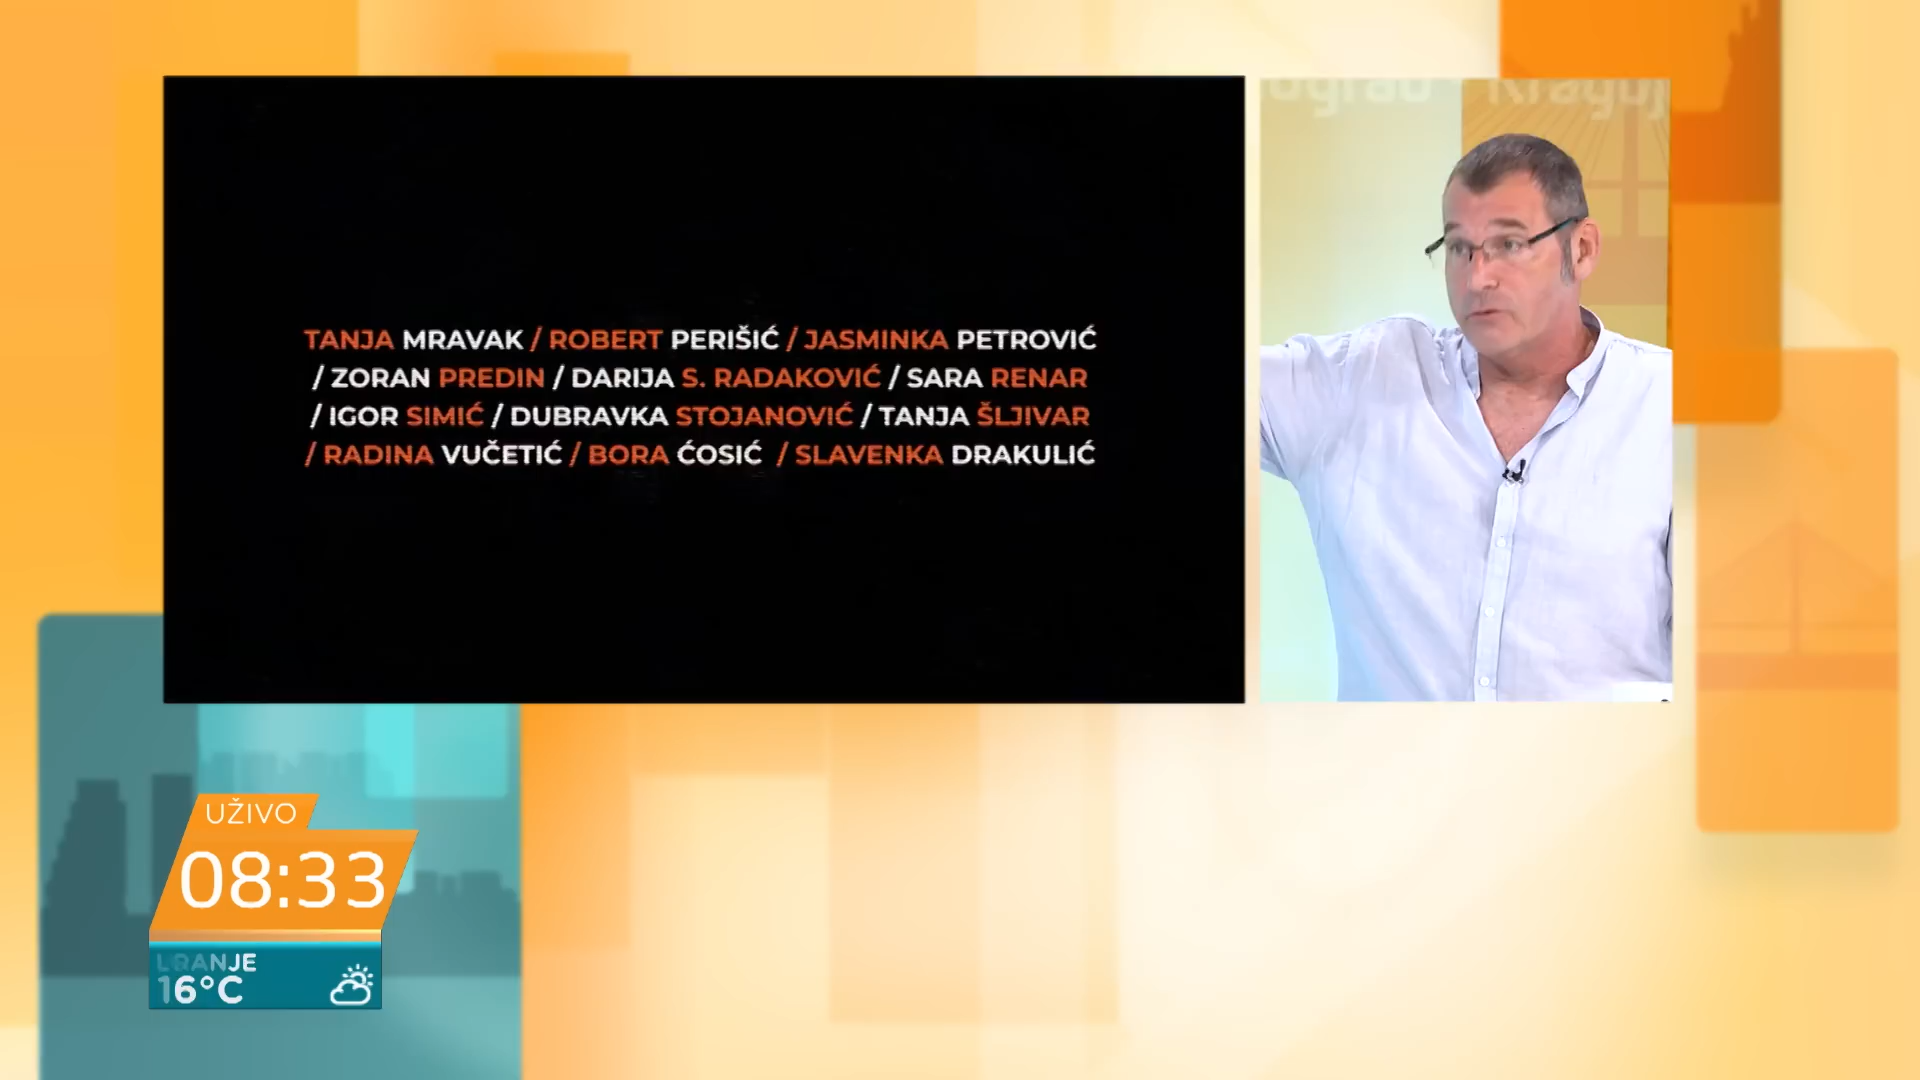 TANJA MRAVAK / ROBERT PERIŠIĆ / JASMINKA PETROVIĆ
/ ZORAN PREDIN / DARIJA S. RADAKOVIĆ / SARA RENAR
/ IGOR SIMIĆ / DUBRAVKA STOJANOVIĆ / TANJA ŠLJIVAR
/ RADINA VUČETIĆ / BORA ĆOSIĆ / SLAVENKA DRAKULIĆ
UŽIVO
08:33
16°C